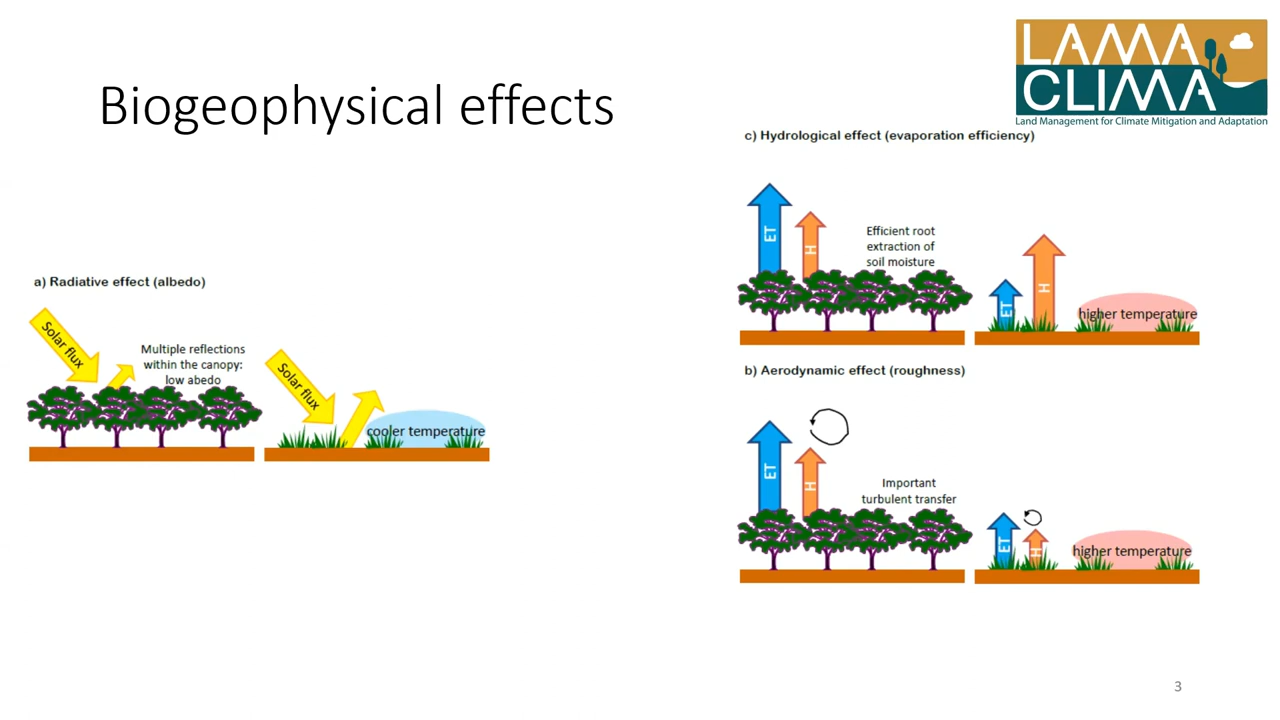 LAMA
CLIMA
Land Management for Climate Mitigation and Adaptation
Biogeophysical effects
a) Radiative effect (albedo)
Solar flux
Multiple reflections
within the canopy:
low abedo
Solar flux
cooler temperature
c) Hydrological effect (evaporation efficiency)
ET
H
Efficient root
extraction of
soil moisture
ET
H
higher temperature
b) Aerodynamic effect (roughness)
ET
H
Important
turbulent transfer
ET
H
higher temperature
3